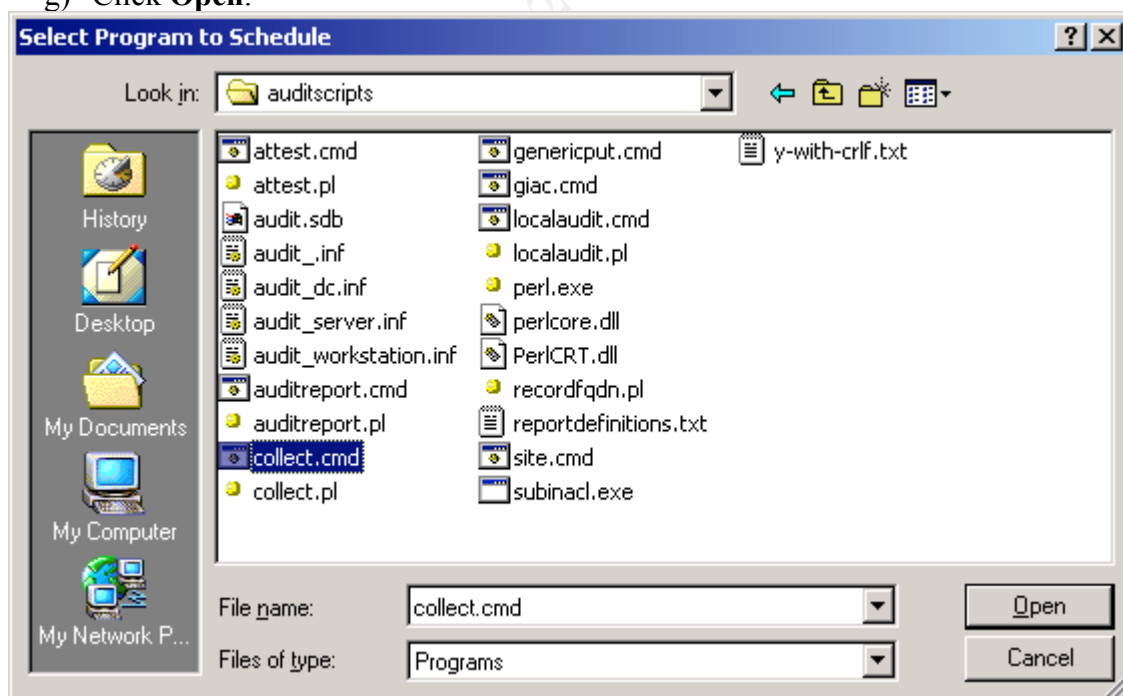 g) Click Open.
Select Program to Schedule
Look in: auditscripts
History
Desktop
My Documents
My Computer
My Network P...
attest.cmd
attest.pl
audit.sdb
audit_.inf
audit_dc.inf
audit_server.inf
audit_workstation.inf
auditreport.cmd
auditreport.pl
collect.cmd
collect.pl
genericput.cmd
giac.cmd
localaudit.cmd
localaudit.pl
perl.exe
perlcore.dll
PerlCRT.dll
recordfqdn.pl
reportdefinitions.txt
site.cmd
subinacl.exe
y-with-crlf.txt
File name: collect.cmd Open
Files of type: Programs Cancel